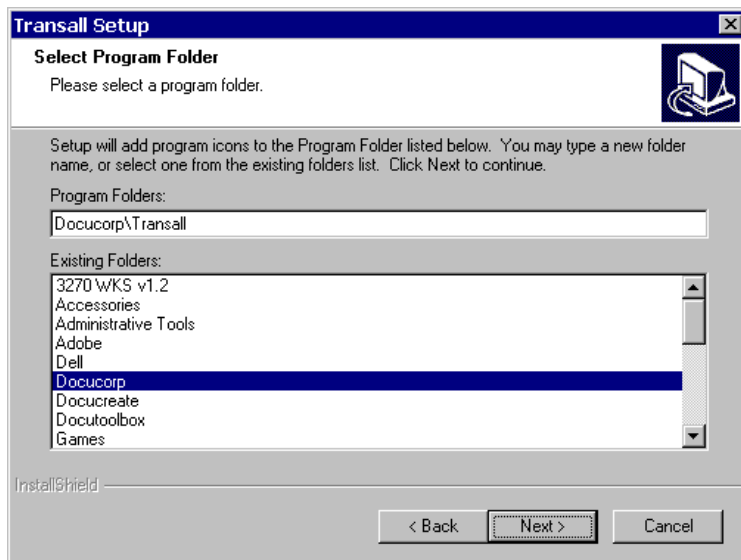 Transall Setup
Select Program Folder
Please select a program folder.
Setup will add program icons to the Program Folder listed below.  You may type a new folder
name, or select one from the existing folders list.  Click Next to continue.
Program Folders:
Docucorp\Transall
Existing Folders:
3270 WKS v1.2
Accessories
Administrative Tools
Adobe
Dell
Docucorp
Docucreate
Docutoolbox
Games
InstallShield
< Back
Next >
Cancel